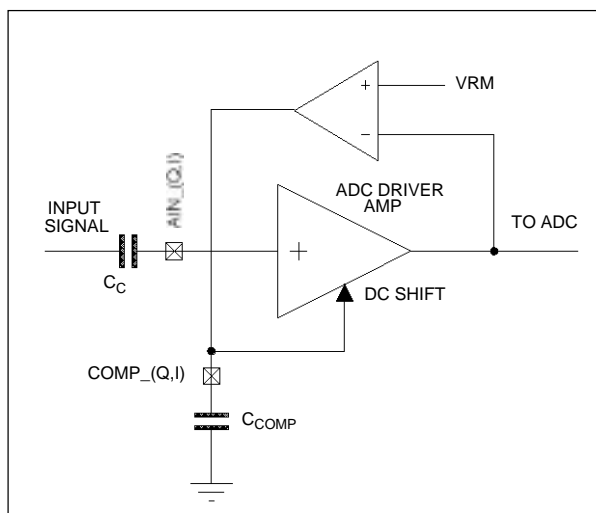 VRM
+
−
AIN_(Q,I)
ADC DRIVER
AMP
INPUT
SIGNAL
TO ADC
+
C_C
DC SHIFT
COMP_(Q,I)
C_COMP